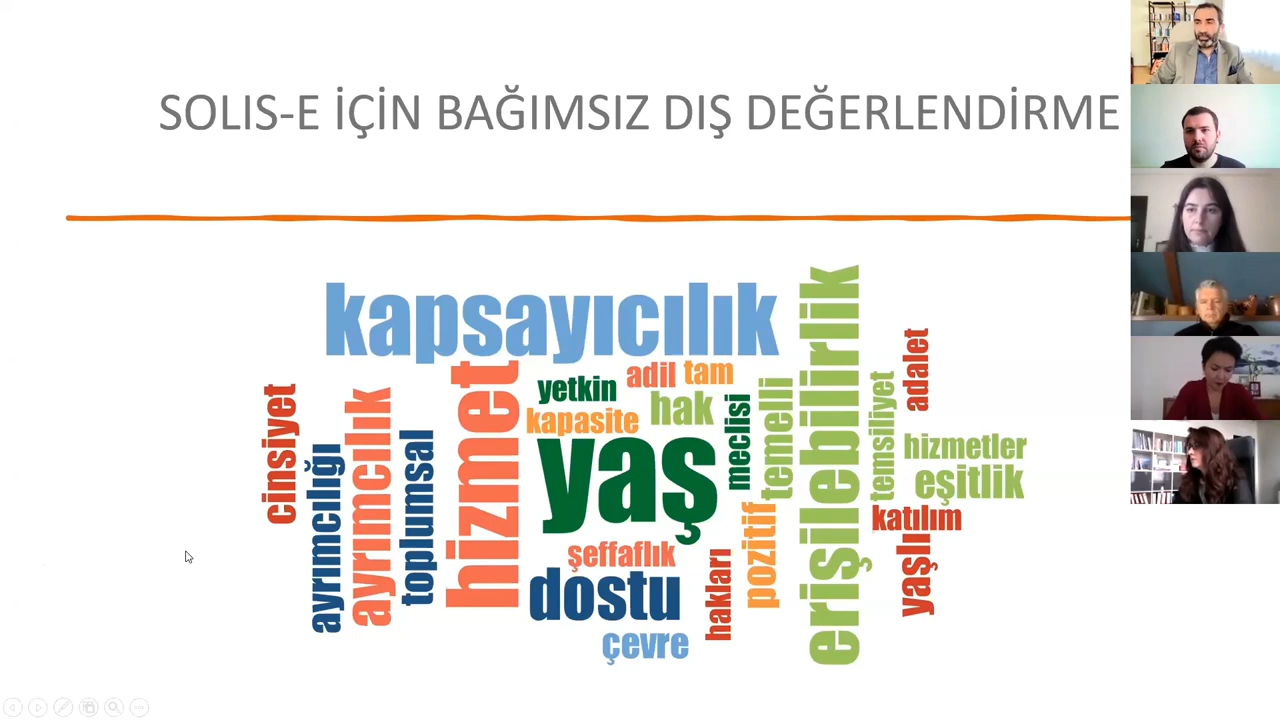 SOLIS-E İÇİN BAĞIMSIZ DIŞ DEĞERLENDİRME
kapsayıcılık
erişilebilirlik
adalet
cinsiyet
ayrımcılığı
ayrımcılık
toplumsal
hizmet
yetkin
adil
tam
kapasite
hak
meclisi
temelli
temsiliyet
hizmetler
eşitlik
yaş
katılım
yaşlı
pozitif
şeffaflık
hakları
dostu
çevre